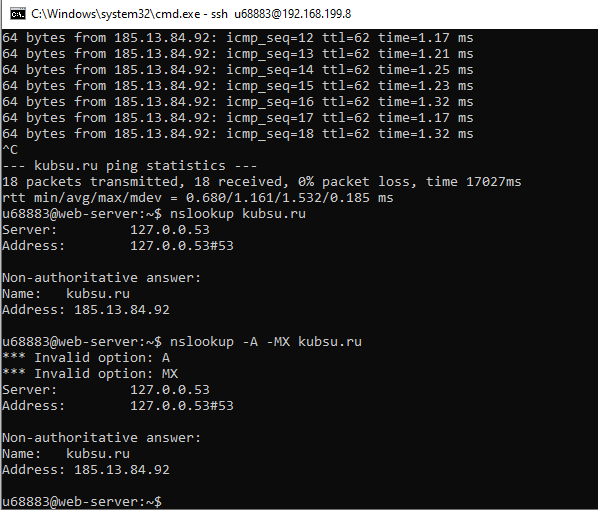 C:\Windows\system32\cmd.exe - ssh  u68883@192.168.199.8
64 bytes from 185.13.84.92: icmp_seq=12 ttl=62 time=1.17 ms
64 bytes from 185.13.84.92: icmp_seq=13 ttl=62 time=1.21 ms
64 bytes from 185.13.84.92: icmp_seq=14 ttl=62 time=1.25 ms
64 bytes from 185.13.84.92: icmp_seq=15 ttl=62 time=1.23 ms
64 bytes from 185.13.84.92: icmp_seq=16 ttl=62 time=1.32 ms
64 bytes from 185.13.84.92: icmp_seq=17 ttl=62 time=1.17 ms
64 bytes from 185.13.84.92: icmp_seq=18 ttl=62 time=1.32 ms
^C
--- kubsu.ru ping statistics ---
18 packets transmitted, 18 received, 0% packet loss, time 17027ms
rtt min/avg/max/mdev = 0.680/1.161/1.532/0.185 ms
u68883@web-server:~$ nslookup kubsu.ru
Server:         127.0.0.53
Address:        127.0.0.53#53
Non-authoritative answer:
Name:   kubsu.ru
Address: 185.13.84.92
u68883@web-server:~$ nslookup -A -MX kubsu.ru
*** Invalid option: A
*** Invalid option: MX
Server:         127.0.0.53
Address:        127.0.0.53#53
Non-authoritative answer:
Name:   kubsu.ru
Address: 185.13.84.92
u68883@web-server:~$